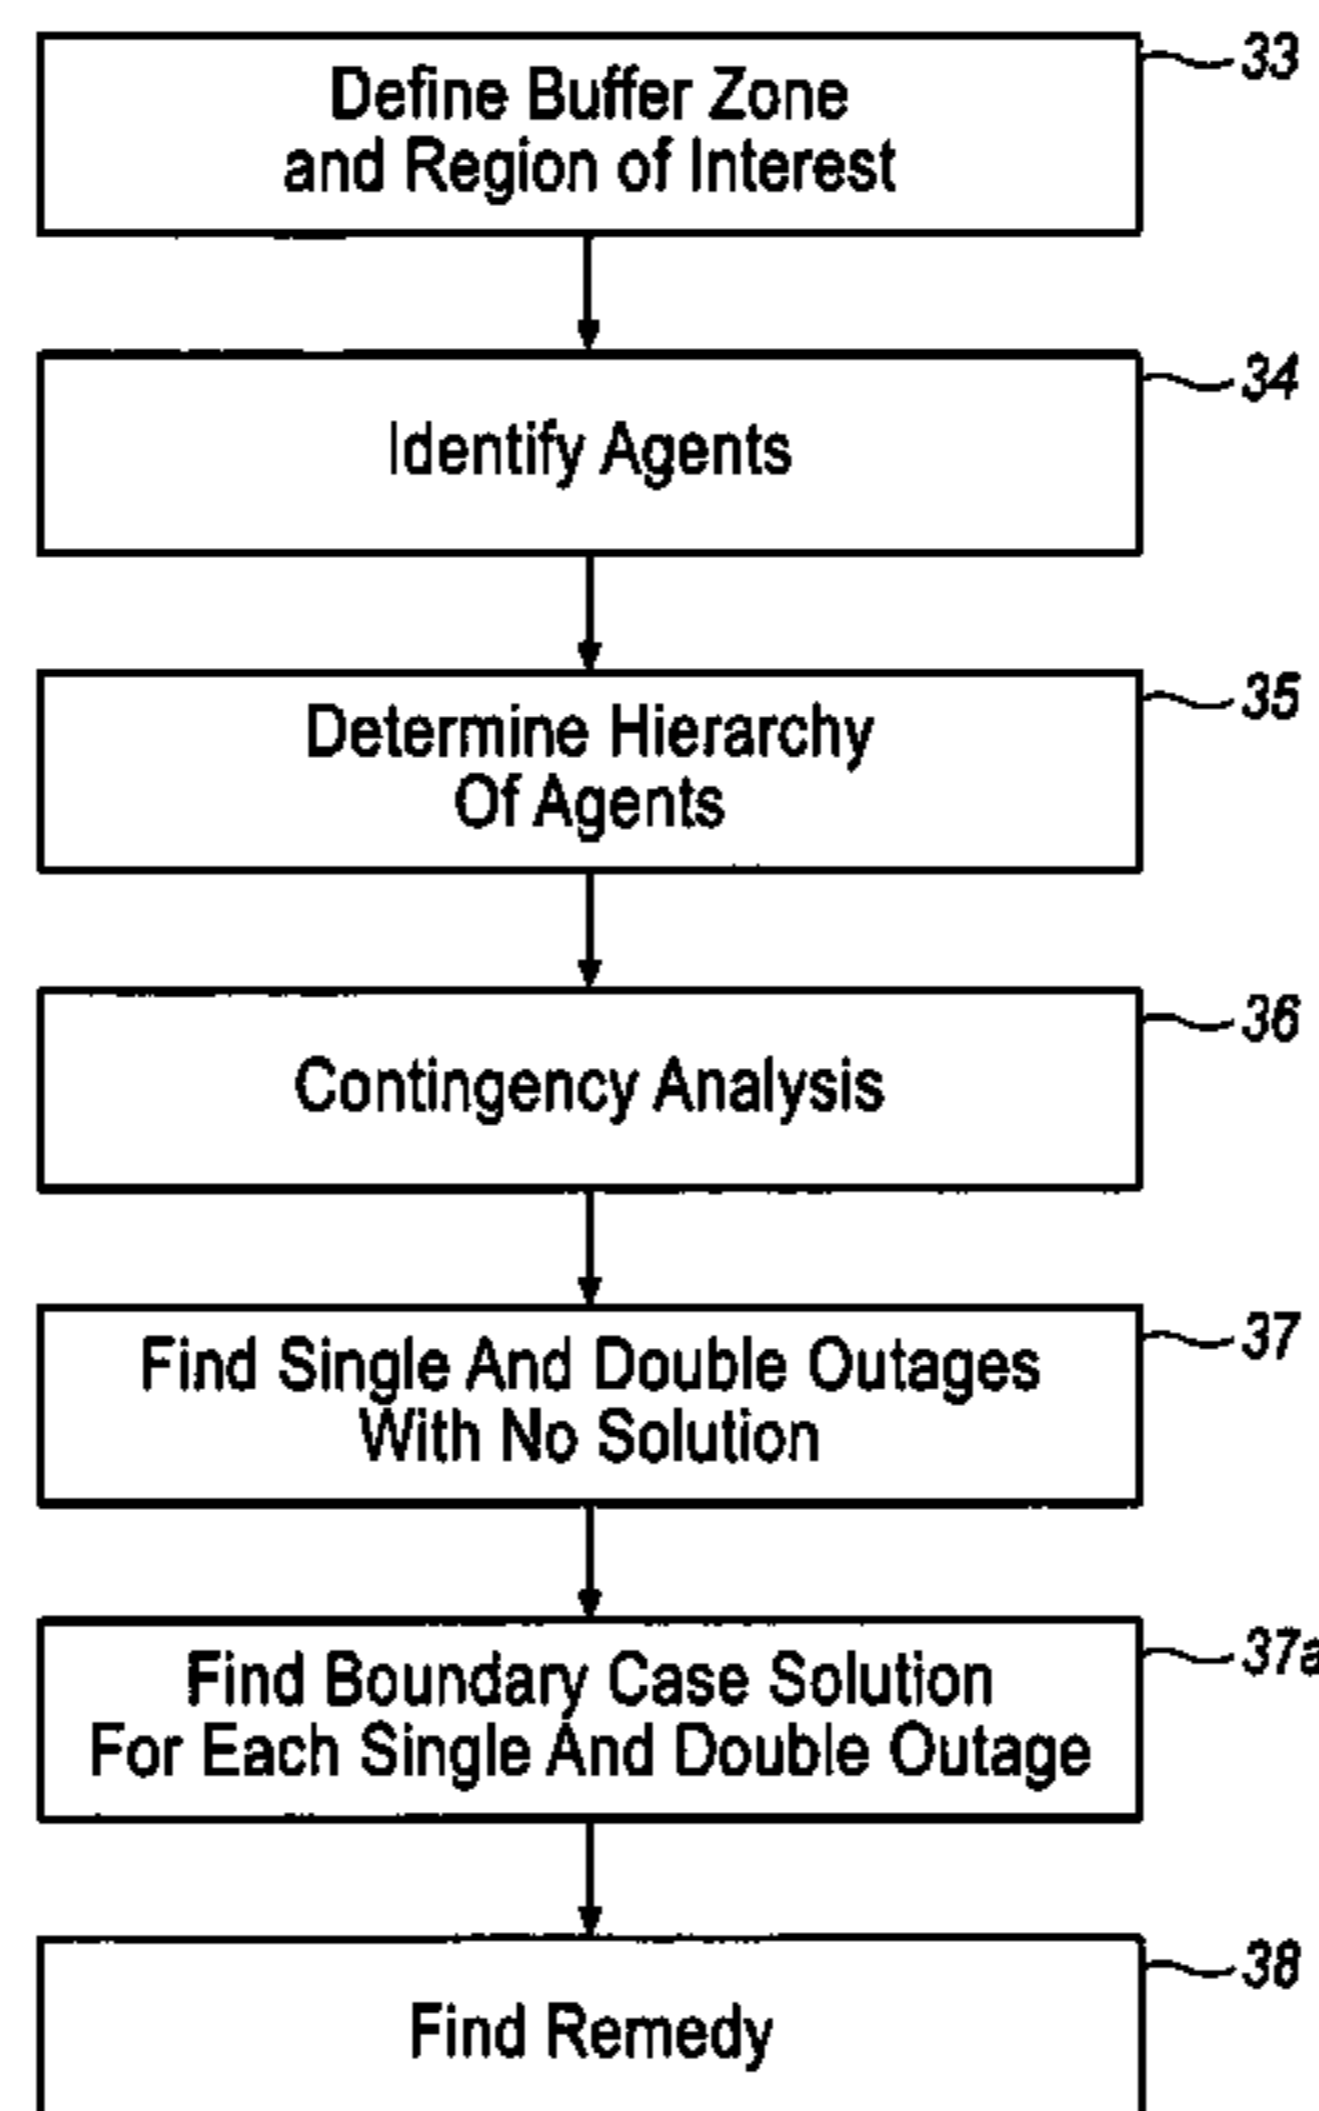 Define Buffer Zone
and Region of Interest
33
Identify Agents
34
Determine Hierarchy
Of Agents
35
Contingency Analysis
36
Find Single And Double Outages
With No Solution
37
Find Boundary Case Solution
For Each Single And Double Outage
37a
Find Remedy
38